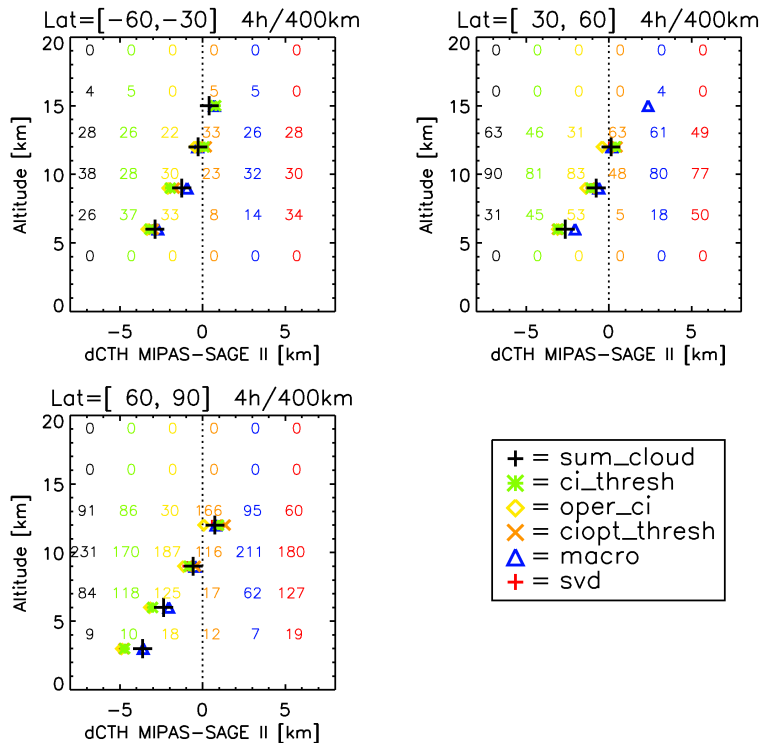 Lat=[-60,-30] 4h/400km
20
0 0 0 0 0 0
4 5 0 5 5 0
15
28 26 22 33 26 28
10
38 28 30 23 32 30
26 37 33 8 14 34
5
0 0 0 0 0 0
0
-5 0 5
Altitude [km]
dCTH MIPAS-SAGE II [km]
Lat=[ 30, 60] 4h/400km
20
0 0 0 0 0 0
0 0 0 0 4 0
15
63 46 31 63 61 49
10
90 81 83 48 80 77
31 45 53 5 18 50
5
0 0 0 0 0 0
0
-5 0 5
Altitude [km]
dCTH MIPAS-SAGE II [km]
Lat=[ 60, 90] 4h/400km
20
0 0 0 0 0 0
0 0 0 0 0 0
15
91 86 30 166 95 60
10
231 170 187 116 211 180
84 118 125 17 62 127
5
9 10 18 12 7 19
0
-5 0 5
Altitude [km]
dCTH MIPAS-SAGE II [km]
= sum_cloud
= ci_thresh
= oper_ci
= ciopt_thresh
= macro
= svd